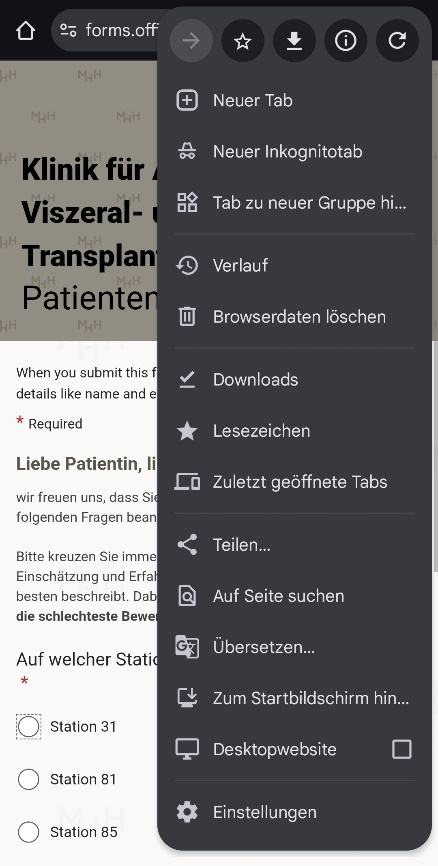 forms.offi
Neuer Tab
Neuer Inkognitotab
Tab zu neuer Gruppe hi...
Verlauf
Browserdaten löschen
Downloads
Lesezeichen
Zuletzt geöffnete Tabs
Teilen...
Auf Seite suchen
Übersetzen...
Zum Startbildschirm hin...
Desktopwebsite
Einstellungen
Klinik für
Viszeral-
Transplan
Patienten
When you submit this f
details like name and e
* Required
Liebe Patientin, li
wir freuen uns, dass Sie
folgenden Fragen bean
Bitte kreuzen Sie imme
Einschätzung und Erfah
besten beschreibt. Dab
die schlechteste Bewer
Auf welcher Static
*
Station 31
Station 81
Station 85